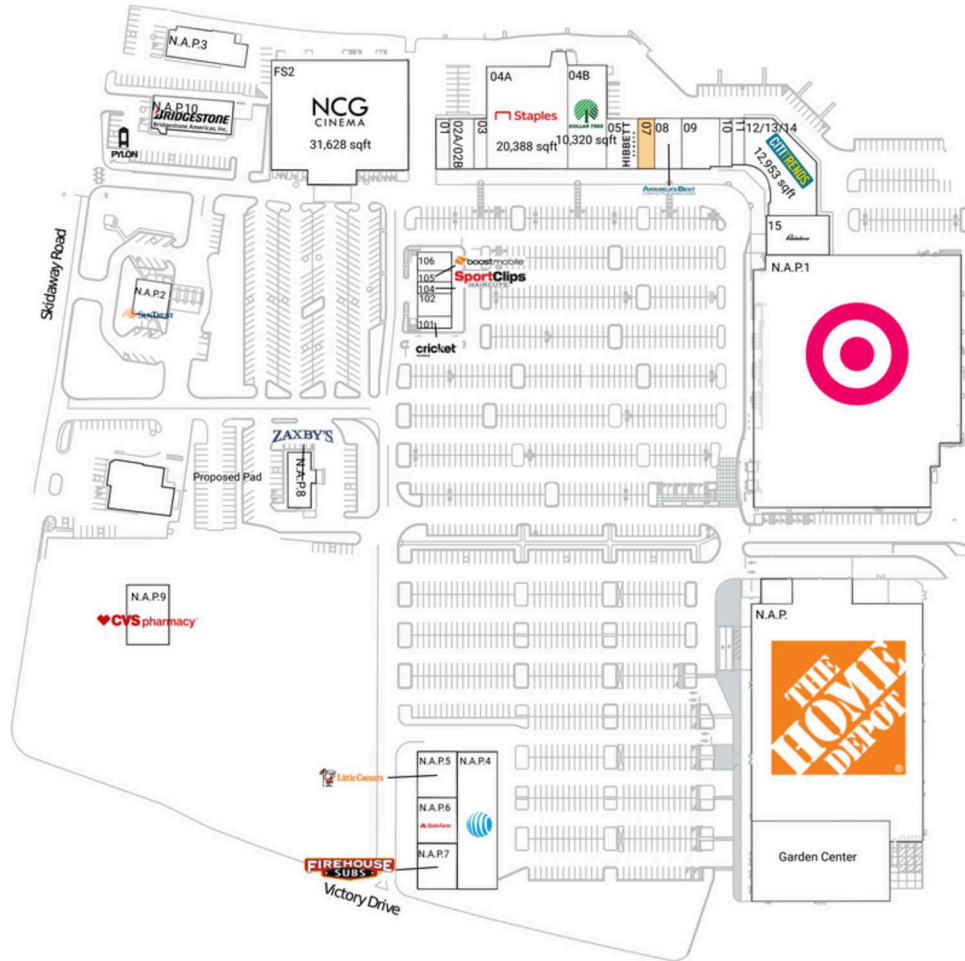 N.A.P.3
FS2
NCG
CINEMA
31,628 sqft
N.A.P.10
BRIDGESTONE
Bridgestone Americas, Inc.
PYLON
01
02A/02B
03
04A
Staples
20,388 sqft
04B
DOLLAR TREE
10,320 sqft
05
HIBBETT
SPORTS
07
08
AMERICA'S BEST
09
10
11
12/13/14
CITI TRENDS
12,953 sqft
15
Rainbow
Skidaway Road
N.A.P.2
SUNTRUST
106
105
boostmobile
104
SportClips
HAIRCUTS
102
101
cricket
N.A.P.1
ZAXBY'S
N.A.P.8
Proposed Pad
N.A.P.9
CVS pharmacy
N.A.P.
THE
HOME
DEPOT
®
Garden Center
N.A.P.5
N.A.P.4
Little Caesars
N.A.P.6
StateFarm
N.A.P.7
FIREHOUSE
SUBS
Victory Drive